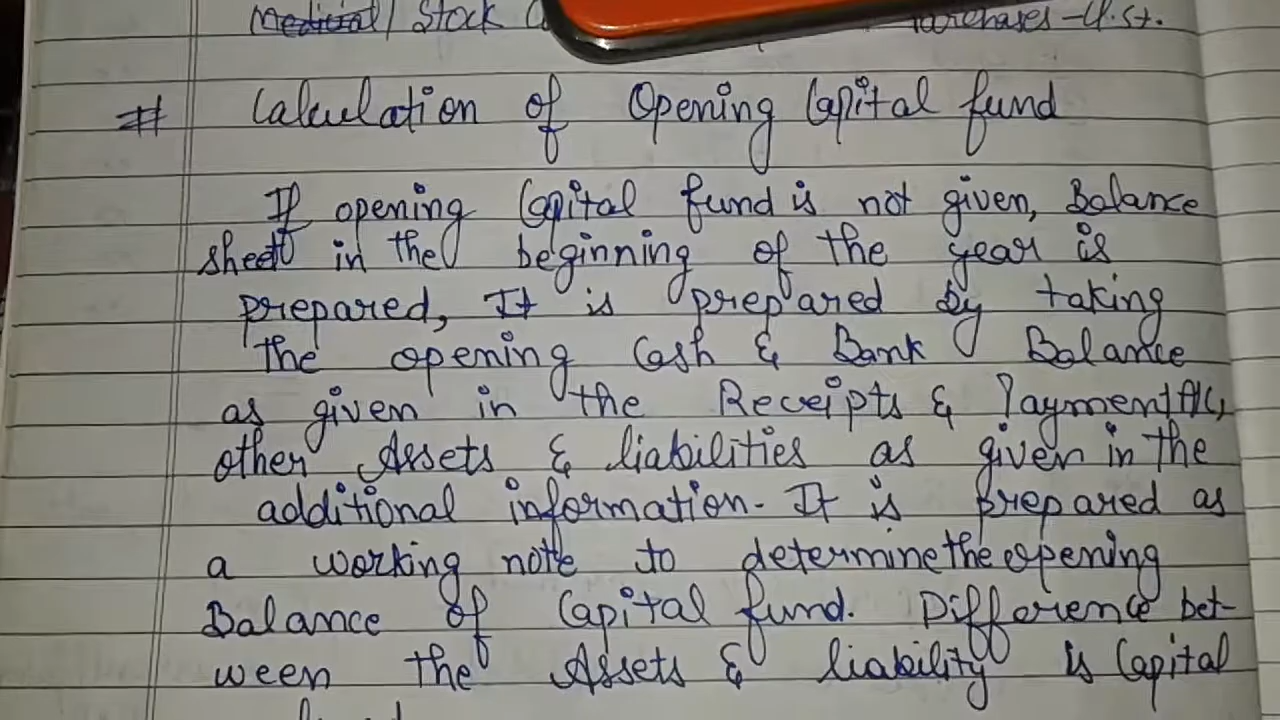 Medical/ Stock
Purchases - U.st.
# Calculation of Opening Capital fund
If opening Capital fund is not given, Balance
sheet in the beginning of the year is
prepared, It is prepared by taking
the opening Cash & Bank Balance
as given in the Receipts & Payment A/c,
other Assets & liabilities as given in the
additional information. It is prepared as
a working note to determine the opening
Balance of Capital fund. Difference bet-
ween the Assets & liability is Capital